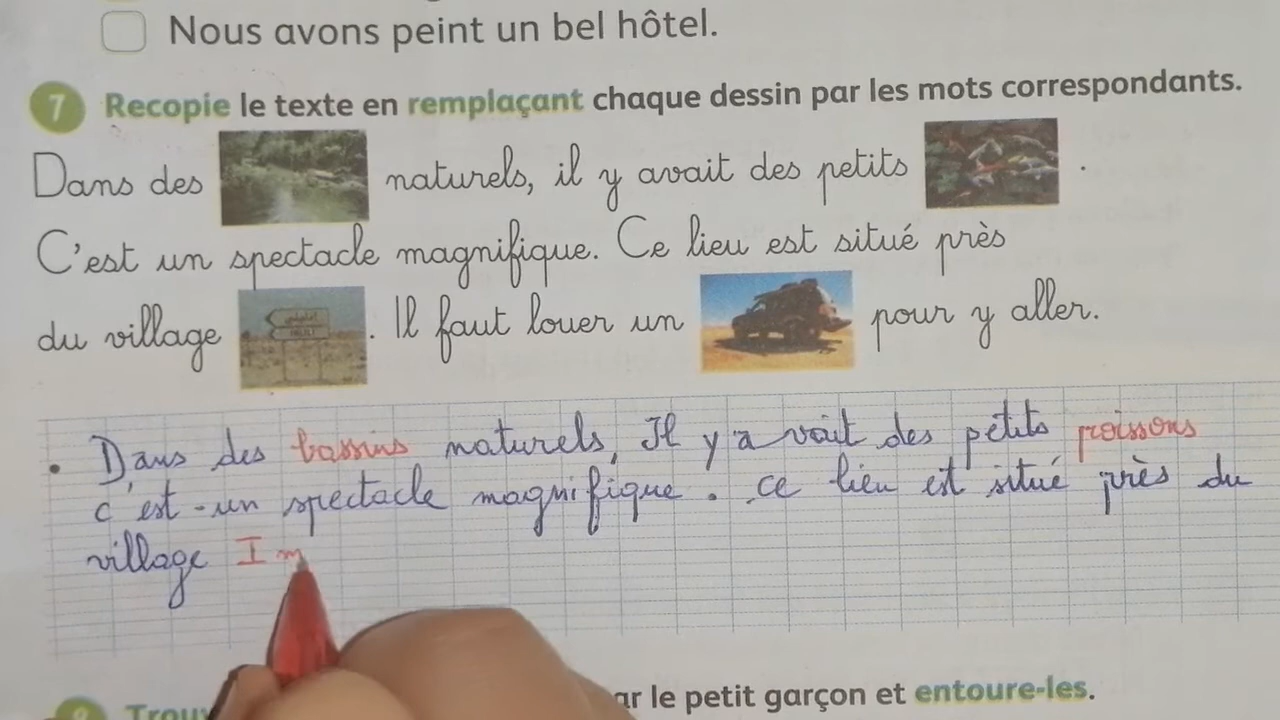 Nous avons peint un bel hôtel.
7 Recopie le texte en remplaçant chaque dessin par les mots correspondants.
Dans des naturels, il y avait des petits .
C'est un spectacle magnifique. Ce lieu est situé près
du village . Il faut louer un pour y aller.
. Dans des bassins naturels, Il y a vait des petits poissons
c'est-un spectacle magnifique. ce lieu est situé près du
village Im
Trouv ar le petit garçon et entoure-les.